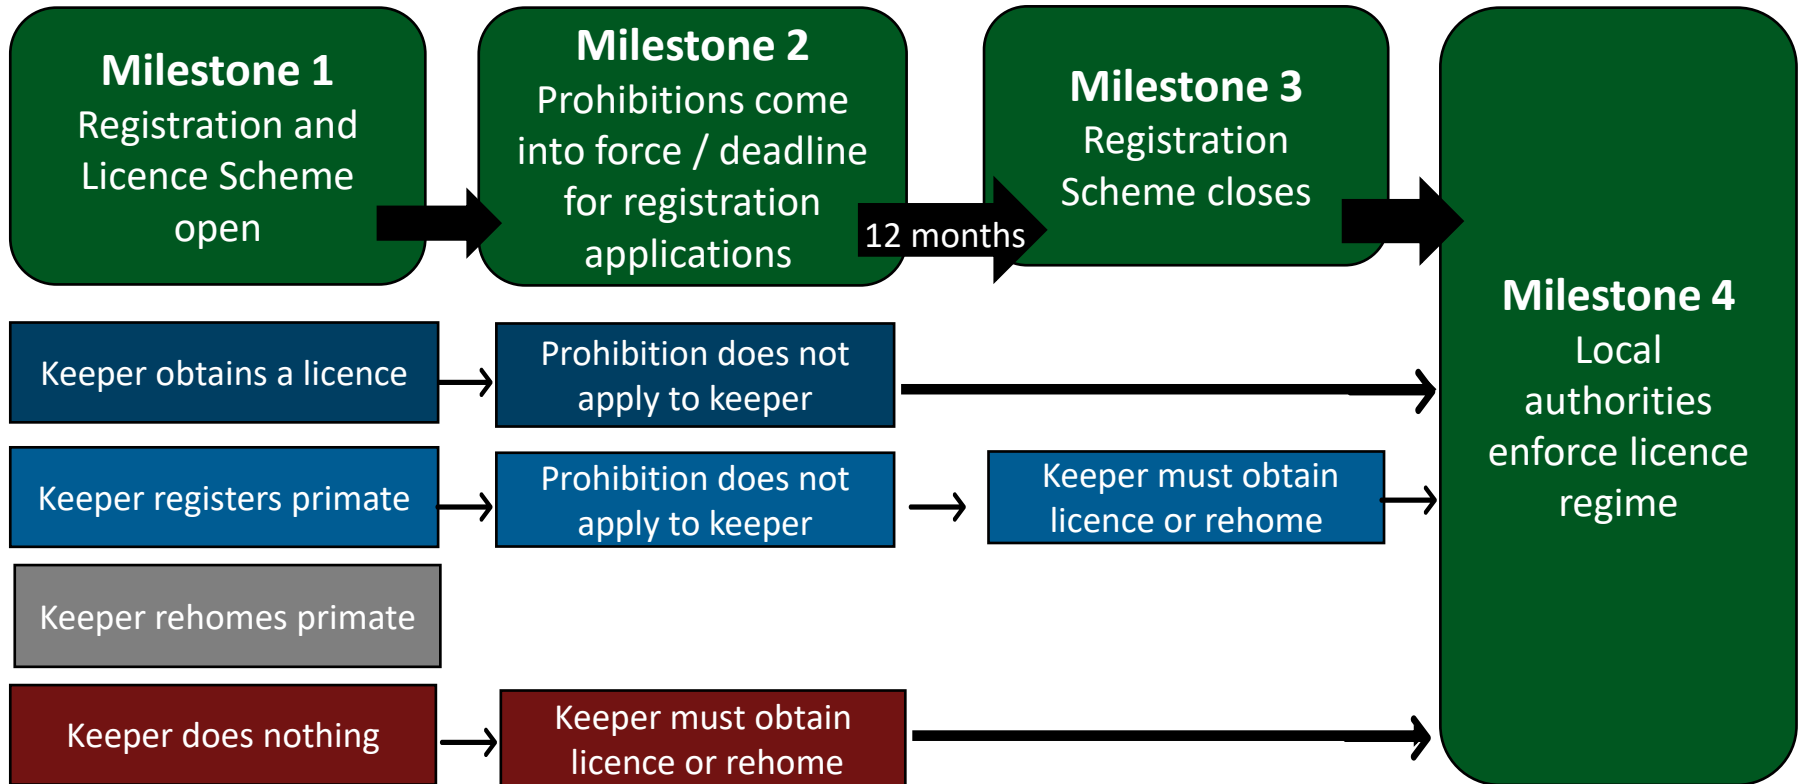 Milestone 1
Registration and
Licence Scheme
open
Milestone 2
Prohibitions come
into force / deadline
for registration
applications
12 months
Milestone 3
Registration
Scheme closes
Milestone 4
Local
authorities
enforce licence
regime
Keeper obtains a licence
Prohibition does not
apply to keeper
Keeper registers primate
Prohibition does not
apply to keeper
Keeper must obtain
licence or rehome
Keeper rehomes primate
Keeper does nothing
Keeper must obtain
licence or rehome